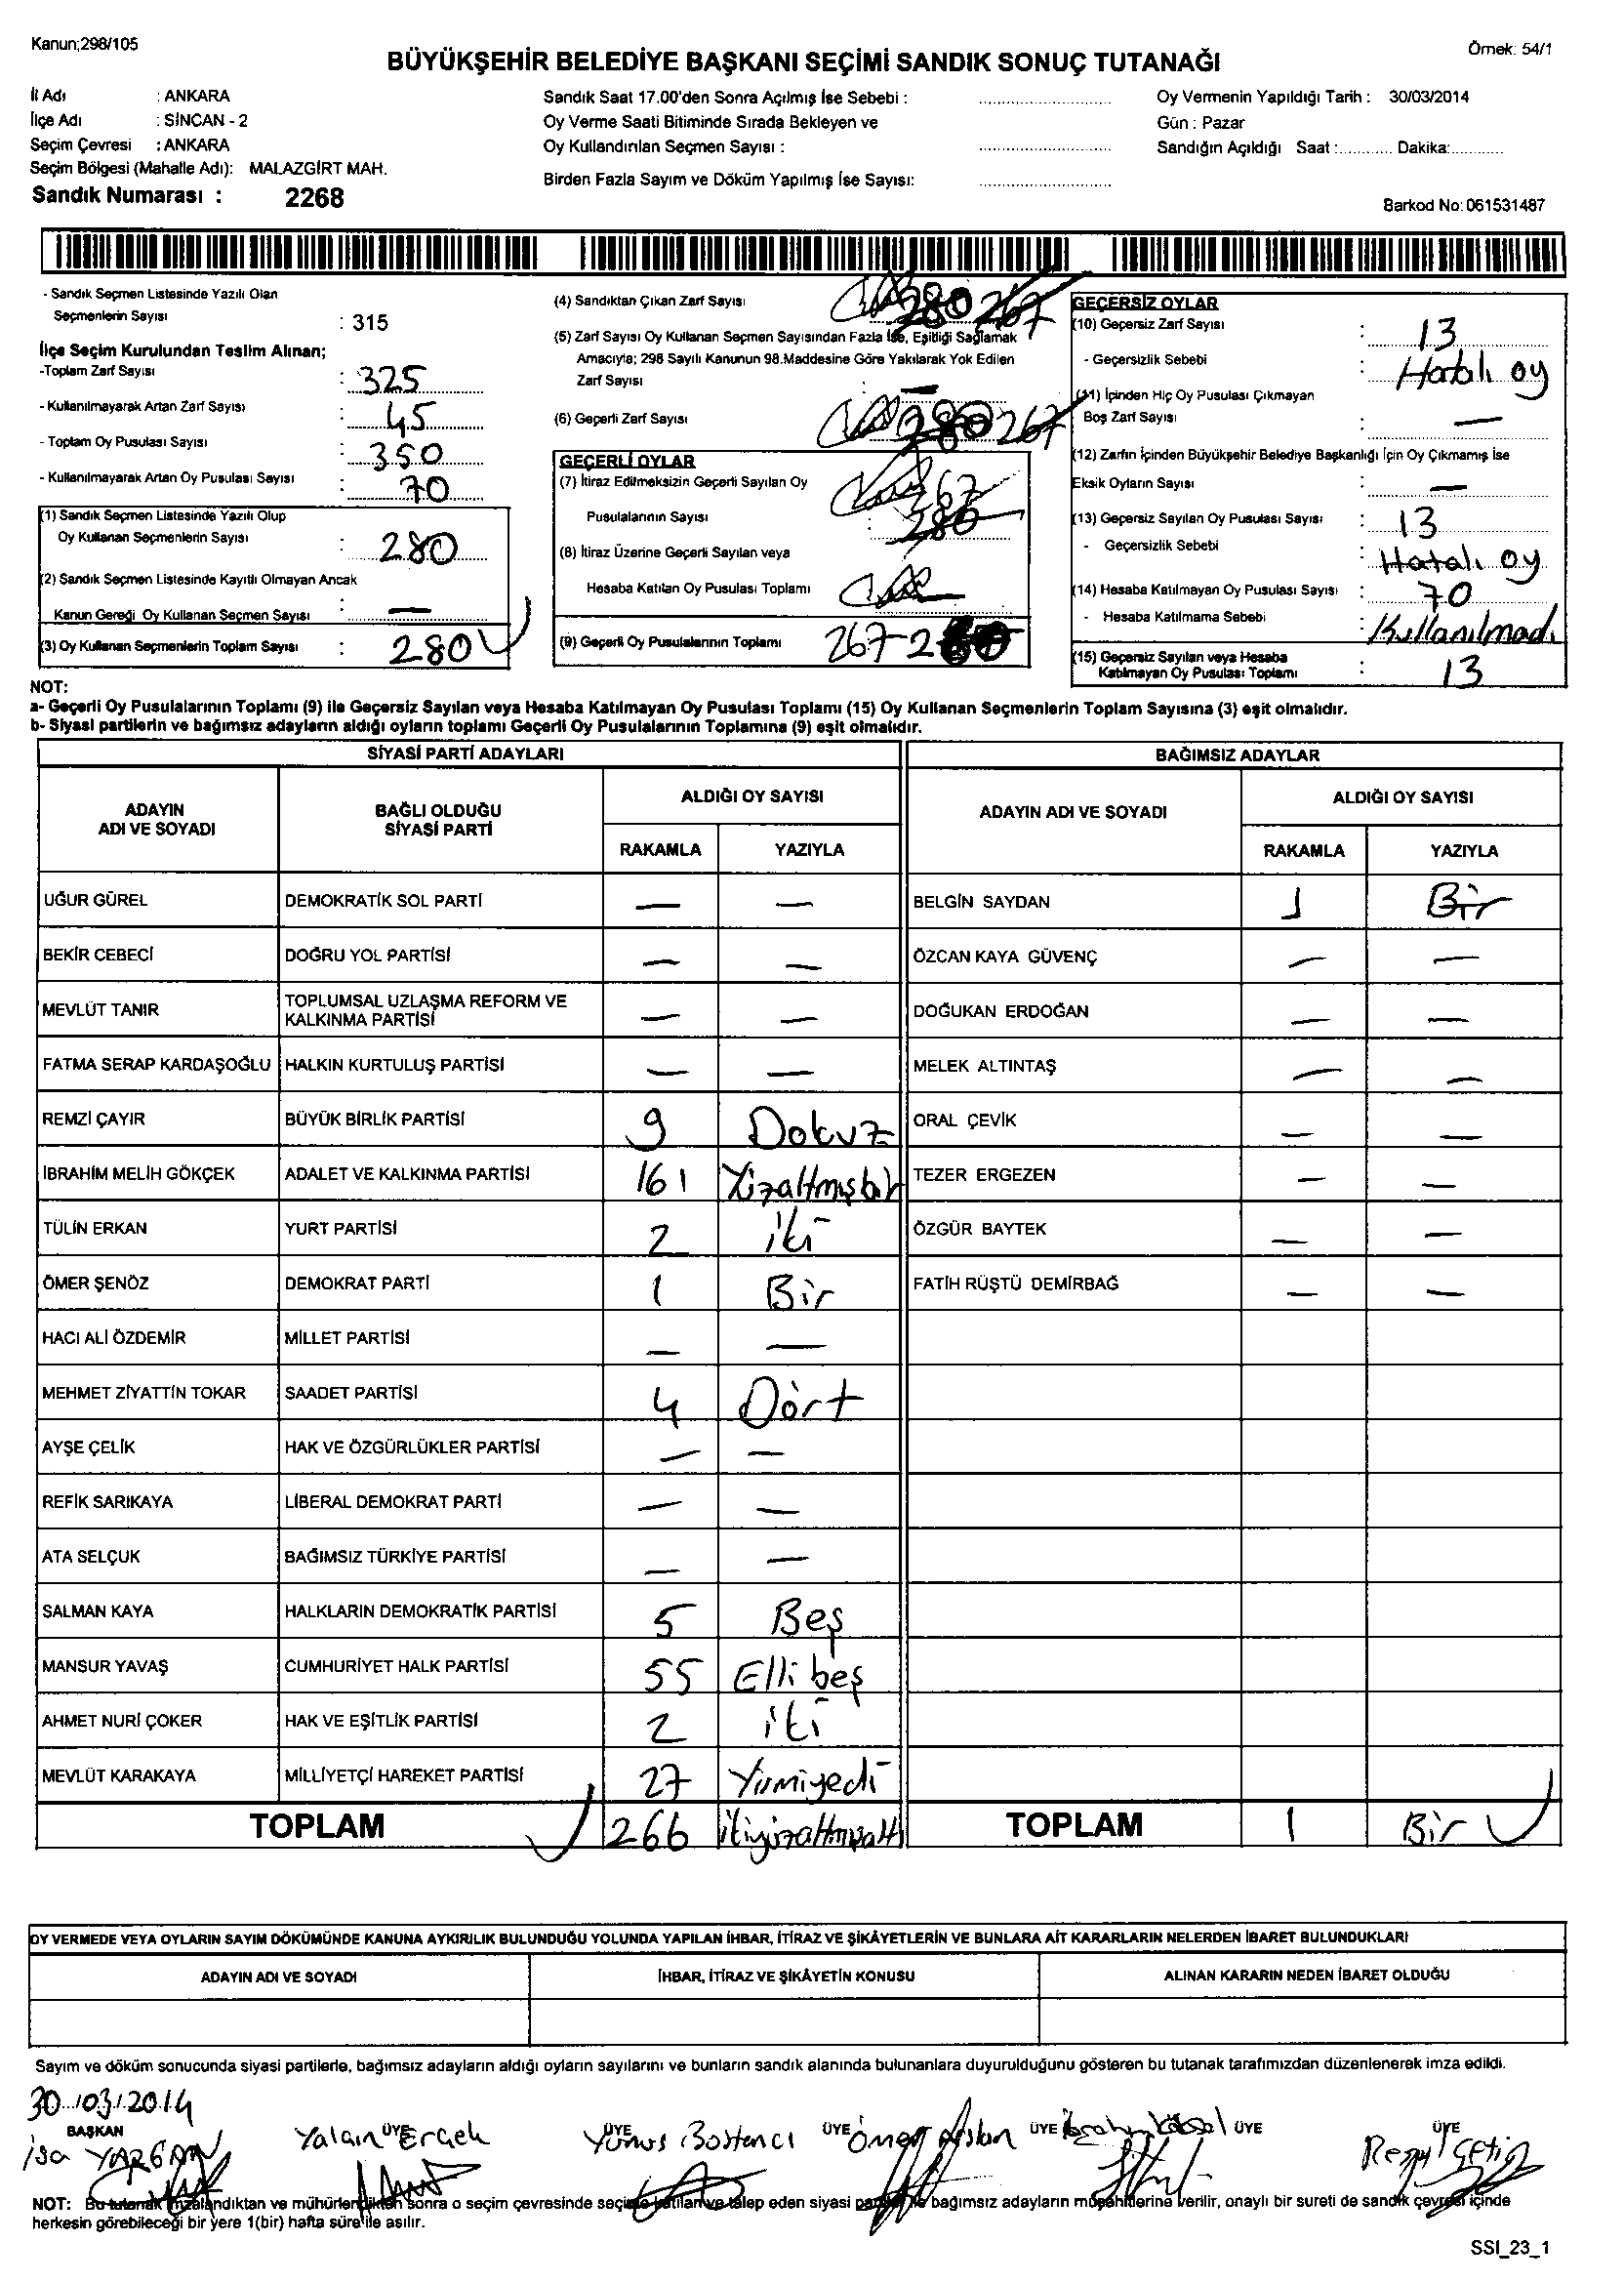 Kanun;298/105
Örnek: 54/1
BÜYÜKŞEHİR BELEDİYE BAŞKANI SEÇİMİ SANDIK SONUÇ TUTANAĞI
İl Adı : ANKARA
İlçe Adı : SİNCAN - 2
Seçim Çevresi : ANKARA
Seçim Bölgesi (Mahalle Adı): MALAZGİRT MAH.
Sandık Numarası : 2268
Sandık Saat 17.00'den Sonra Açılmış İse Sebebi :
Oy Verme Saati Bitiminde Sırada Bekleyen ve
Oy Kullandırılan Seçmen Sayısı :
Birden Fazla Sayım ve Döküm Yapılmış İse Sayısı:
Oy Vermenin Yapıldığı Tarih : 30/03/2014
Gün : Pazar
Sandığın Açıldığı Saat :............ Dakika:............
Barkod No: 061531487
- Sandık Seçmen Listesinde Yazılı Olan
Seçmenlerin Sayısı : 315
İlçe Seçim Kurulundan Teslim Alınan;
-Toplam Zarf Sayısı : 325
- Kullanılmayarak Artan Zarf Sayısı : 45
- Toplam Oy Pusulası Sayısı : 350
- Kullanılmayarak Artan Oy Pusulası Sayısı : 70
(1) Sandık Seçmen Listesinde Yazılı Olup
Oy Kullanan Seçmenlerin Sayısı : 280
(2) Sandık Seçmen Listesinde Kayıtlı Olmayan Ancak
Kanun Gereği Oy Kullanan Seçmen Sayısı : —
(3) Oy Kullanan Seçmenlerin Toplam Sayısı : 280
(4) Sandıktan Çıkan Zarf Sayısı 280 267
(5) Zarf Sayısı Oy Kullanan Seçmen Sayısından Fazla İse, Eşitliği Sağlamak
Amacıyla; 298 Sayılı Kanunun 98.Maddesine Göre Yakılarak Yok Edilen
Zarf Sayısı : —
(6) Geçerli Zarf Sayısı 280 267
GEÇERLİ OYLAR
(7) İtiraz Edilmeksizin Geçerli Sayılan Oy
Pusulalarının Sayısı : 267 280
(8) İtiraz Üzerine Geçerli Sayılan veya
Hesaba Katılan Oy Pusulası Toplamı
(9) Geçerli Oy Pusulalarının Toplamı 267 280
GEÇERSİZ OYLAR
(10) Geçersiz Zarf Sayısı : 13
- Geçersizlik Sebebi : Hatalı oy
(11) İçinden Hiç Oy Pusulası Çıkmayan
Boş Zarf Sayısı : —
(12) Zarfın İçinden Büyükşehir Belediye Başkanlığı İçin Oy Çıkmamış İse
Eksik Oyların Sayısı : —
(13) Geçersiz Sayılan Oy Pusulası Sayısı : 13
- Geçersizlik Sebebi : Hatalı oy
(14) Hesaba Katılmayan Oy Pusulası Sayısı : 70
- Hesaba Katılmama Sebebi : Kullanılmadı
(15) Geçersiz Sayılan veya Hesaba
Katılmayan Oy Pusulası Toplamı : 13
NOT:
a- Geçerli Oy Pusulalarının Toplamı (9) ile Geçersiz Sayılan veya Hesaba Katılmayan Oy Pusulası Toplamı (15) Oy Kullanan Seçmenlerin Toplam Sayısına (3) eşit olmalıdır.
b- Siyasi partilerin ve bağımsız adayların aldığı oyların toplamı Geçerli Oy Pusulalarının Toplamına (9) eşit olmalıdır.
SİYASİ PARTİ ADAYLARI
ADAYIN ADI VE SOYADI BAĞLI OLDUĞU SİYASİ PARTİ ALDIĞI OY SAYISI
RAKAMLA YAZIYLA
UĞUR GÜREL DEMOKRATİK SOL PARTİ — —
BEKİR CEBECİ DOĞRU YOL PARTİSİ — —
MEVLÜT TANIR TOPLUMSAL UZLAŞMA REFORM VE KALKINMA PARTİSİ — —
FATMA SERAP KARDAŞOĞLU HALKIN KURTULUŞ PARTİSİ — —
REMZİ ÇAYIR BÜYÜK BİRLİK PARTİSİ 9 Dokuz
İBRAHİM MELİH GÖKÇEK ADALET VE KALKINMA PARTİSİ 161 Yüzaltmışbir
TÜLİN ERKAN YURT PARTİSİ 2 iki
ÖMER ŞENÖZ DEMOKRAT PARTİ 1 Bir
HACI ALİ ÖZDEMİR MİLLET PARTİSİ — —
MEHMET ZİYATTİN TOKAR SAADET PARTİSİ 4 Dört
AYŞE ÇELİK HAK VE ÖZGÜRLÜKLER PARTİSİ — —
REFİK SARIKAYA LİBERAL DEMOKRAT PARTİ — —
ATA SELÇUK BAĞIMSIZ TÜRKİYE PARTİSİ — —
SALMAN KAYA HALKLARIN DEMOKRATİK PARTİSİ 5 Beş
MANSUR YAVAŞ CUMHURİYET HALK PARTİSİ 55 Elli beş
AHMET NURİ ÇOKER HAK VE EŞİTLİK PARTİSİ 2 iki
MEVLÜT KARAKAYA MİLLİYETÇİ HAREKET PARTİSİ 27 Yirmiyedi
TOPLAM 266 ikiyüzaltmışaltı
BAĞIMSIZ ADAYLAR
ADAYIN ADI VE SOYADI ALDIĞI OY SAYISI
RAKAMLA YAZIYLA
BELGİN SAYDAN 1 Bir
ÖZCAN KAYA GÜVENÇ — —
DOĞUKAN ERDOĞAN — —
MELEK ALTINTAŞ — —
ORAL ÇEVİK — —
TEZER ERGEZEN — —
ÖZGÜR BAYTEK — —
FATİH RÜŞTÜ DEMİRBAĞ — —
TOPLAM 1 Bir
OY VERMEDE VEYA OYLARIN SAYIM DÖKÜMÜNDE KANUNA AYKIRILIK BULUNDUĞU YOLUNDA YAPILAN İHBAR, İTİRAZ VE ŞİKÂYETLERİN VE BUNLARA AİT KARARLARIN NELERDEN İBARET BULUNDUKLARI
ADAYIN ADI VE SOYADI İHBAR, İTİRAZ VE ŞİKÂYETİN KONUSU ALINAN KARARIN NEDEN İBARET OLDUĞU
Sayım ve döküm sonucunda siyasi partilerle, bağımsız adayların aldığı oyların sayılarını ve bunların sandık alanında bulunanlara duyurulduğunu gösteren bu tutanak tarafımızdan düzenlenerek imza edildi.
30/03/2014
BAŞKAN ÜYE ÜYE ÜYE ÜYE ÜYE ÜYE
isa Yalçın Yunus Bostancı Ömer Arslan
NOT: Bu tutanak imzalandıktan ve mühürlendikten sonra o seçim çevresinde seçime katılan ve talep eden siyasi partiler ile bağımsız adayların müşahitlerine verilir, onaylı bir sureti de sandık çevresi içinde
herkesin görebileceği bir yere 1(bir) hafta süre ile asılır.
SSI_23_1